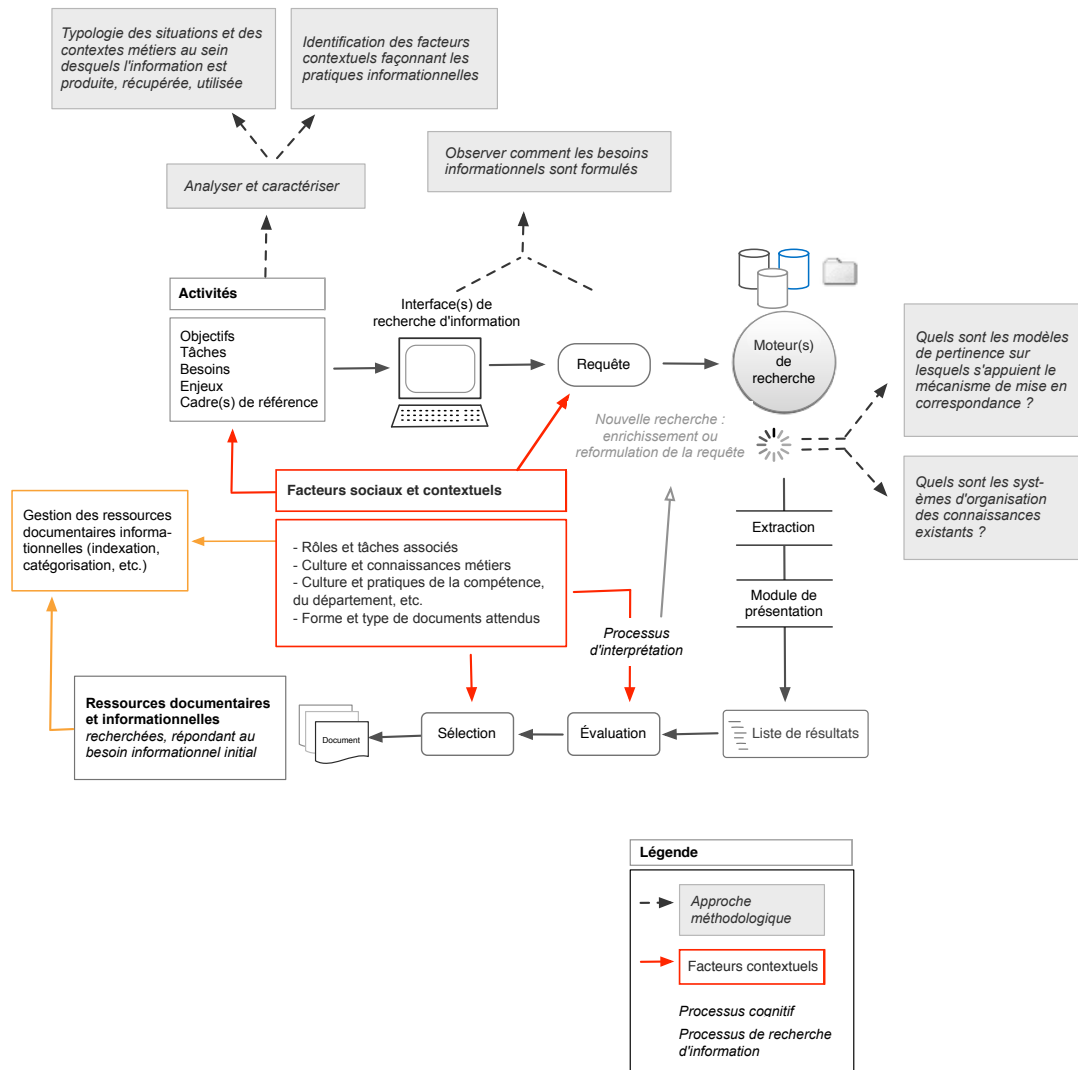 Typologie des situations et des
contextes métiers au sein
desquels l'information est
produite, récupérée, utilisée
Identification des facteurs
contextuels façonnant les
pratiques informationnelles
Observer comment les besoins
informationnels sont formulés
Analyser et caractériser
Activités
Objectifs
Tâches
Besoins
Enjeux
Cadre(s) de référence
Interface(s) de
recherche d'information
Requête
Moteur(s)
de
recherche
Quels sont les modèles
de pertinence sur
lesquels s'appuient le
mécanisme de mise en
correspondance ?
Nouvelle recherche :
enrichissement ou
reformulation de la requête
Quels sont les syst-
èmes d'organisation
des connaissances
existants ?
Facteurs sociaux et contextuels
Gestion des ressources
documentaires informa-
tionnelles (indexation,
catégorisation, etc.)
- Rôles et tâches associés
- Culture et connaissances métiers
- Culture et pratiques de la compétence,
du département, etc.
- Forme et type de documents attendus
Extraction
Module de
présentation
Processus
d'interprétation
Ressources documentaires
et informationnelles
recherchées, répondant au
besoin informationnel initial
Document
Sélection
Évaluation
Liste de résultats
Légende
Approche
méthodologique
Facteurs contextuels
Processus cognitif
Processus de recherche
d'information